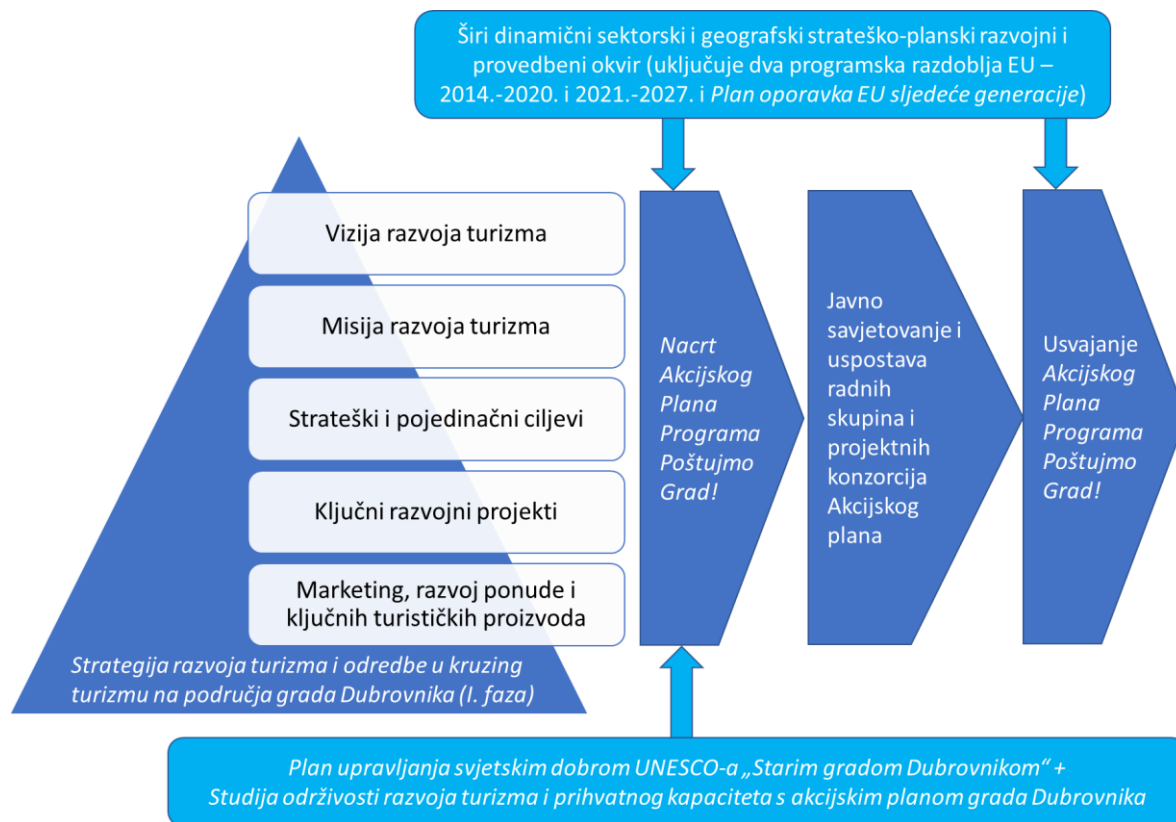 Širi dinamični sektorski i geografski strateško-planski razvojni i
provedbeni okvir (uključuje dva programska razdoblja EU –
2014.-2020. i 2021.-2027. i Plan oporavka EU sljedeće generacije)
Vizija razvoja turizma
Misija razvoja turizma
Strateški i pojedinačni ciljevi
Ključni razvojni projekti
Marketing, razvoj ponude i
ključnih turističkih proizvoda
Strategija razvoja turizma i odredbe u kruzing
turizmu na područja grada Dubrovnika (I. faza)
Nacrt
Akcijskog
Plana
Programa
Poštujmo
Grad!
Javno
savjetovanje i
uspostava
radnih
skupina i
projektnih
konzorcija
Akcijskog
plana
Usvajanje
Akcijskog
Plana
Programa
Poštujmo
Grad!
Plan upravljanja svjetskim dobrom UNESCO-a „Starim gradom Dubrovnikom“ +
Studija održivosti razvoja turizma i prihvatnog kapaciteta s akcijskim planom grada Dubrovnika